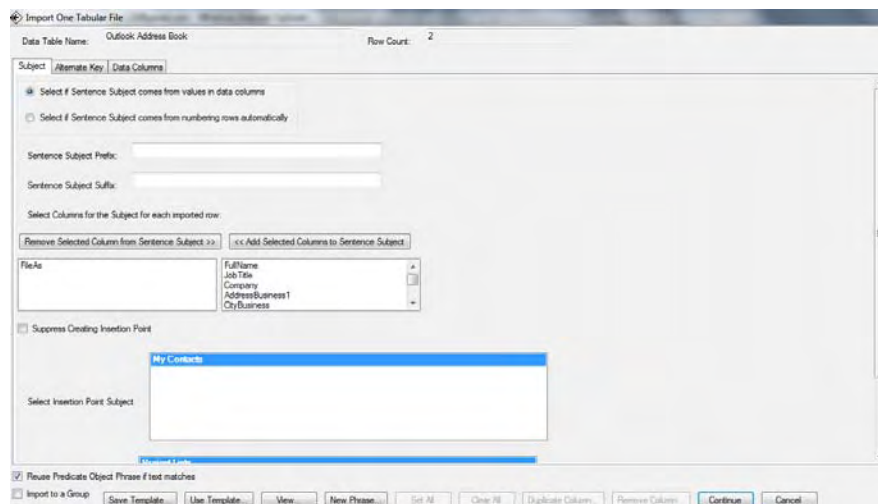 Import One Tabular File
Data Table Name: Outlook Address Book Row Count: 2
Subject Alternate Key Data Columns
Select if Sentence Subject comes from values in data columns
Select if Sentence Subject comes from numbering rows automatically
Sentence Subject Prefix:
Sentence Subject Suffix:
Select Columns for the Subject for each imported row:
Remove Selected Column from Sentence Subject >> << Add Selected Columns to Sentence Subject
FileAs
FullName
JobTitle
Company
AddressBusiness1
CityBusiness
Suppress Creating Insertion Point
My Contacts
Select Insertion Point Subject
Reuse Predicate Object Phrase if text matches
Import to a Group Save Template... Use Template... View... New Phrase... Set All Clear All Duplicate Column... Remove Column... Continue Cancel